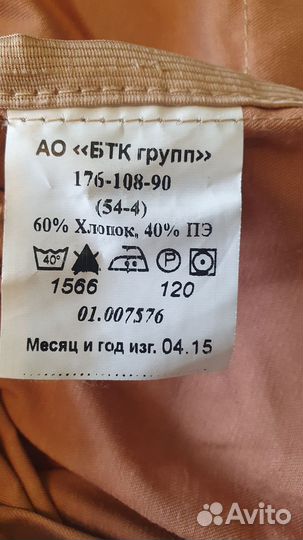 АО «БТК групп»
176-108-90
(54-4)
60% Хлопок, 40% ПЭ
40° P
1566 120
01.007576
Месяц и год изг. 04.15
Avito